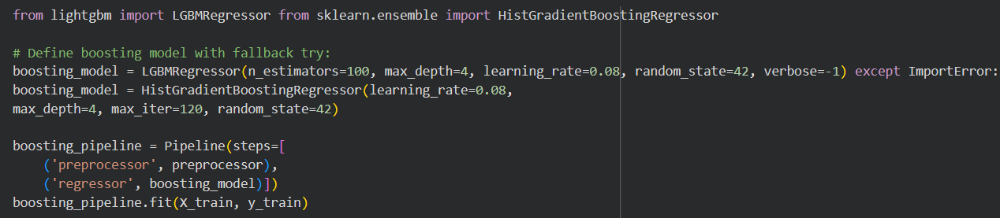 from lightgbm import LGBMRegressor from sklearn.ensemble import HistGradientBoostingRegressor
# Define boosting model with fallback try:
boosting_model = LGBMRegressor(n_estimators=100, max_depth=4, learning_rate=0.08, random_state=42, verbose=-1) except ImportError:
boosting_model = HistGradientBoostingRegressor(learning_rate=0.08,
max_depth=4, max_iter=120, random_state=42)
boosting_pipeline = Pipeline(steps=[
    ('preprocessor', preprocessor),
    ('regressor', boosting_model)])
boosting_pipeline.fit(X_train, y_train)